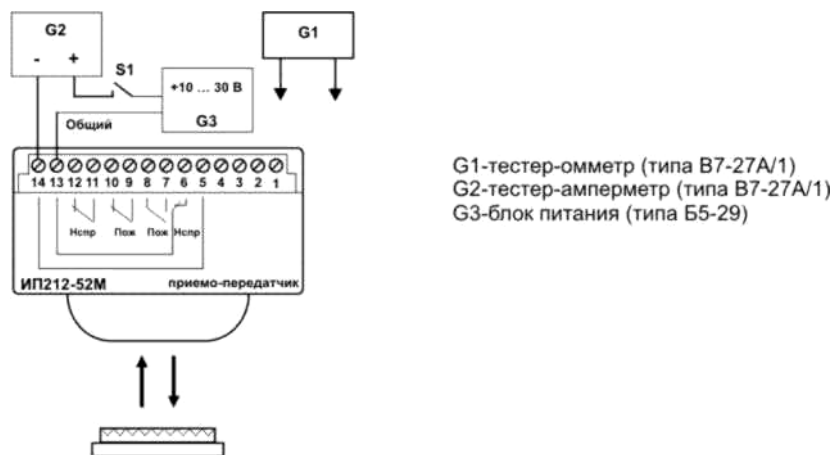 G2
G1
- +
S1
+10 ... 30 В
G3
Общий
14 13 12 11 10 9 8 7 6 5 4 3 2 1
Нспр Пож Пож Нспр
ИП212-52М приемо-передатчик
G1-тестер-омметр (типа В7-27А/1)
G2-тестер-амперметр (типа В7-27А/1)
G3-блок питания (типа Б5-29)